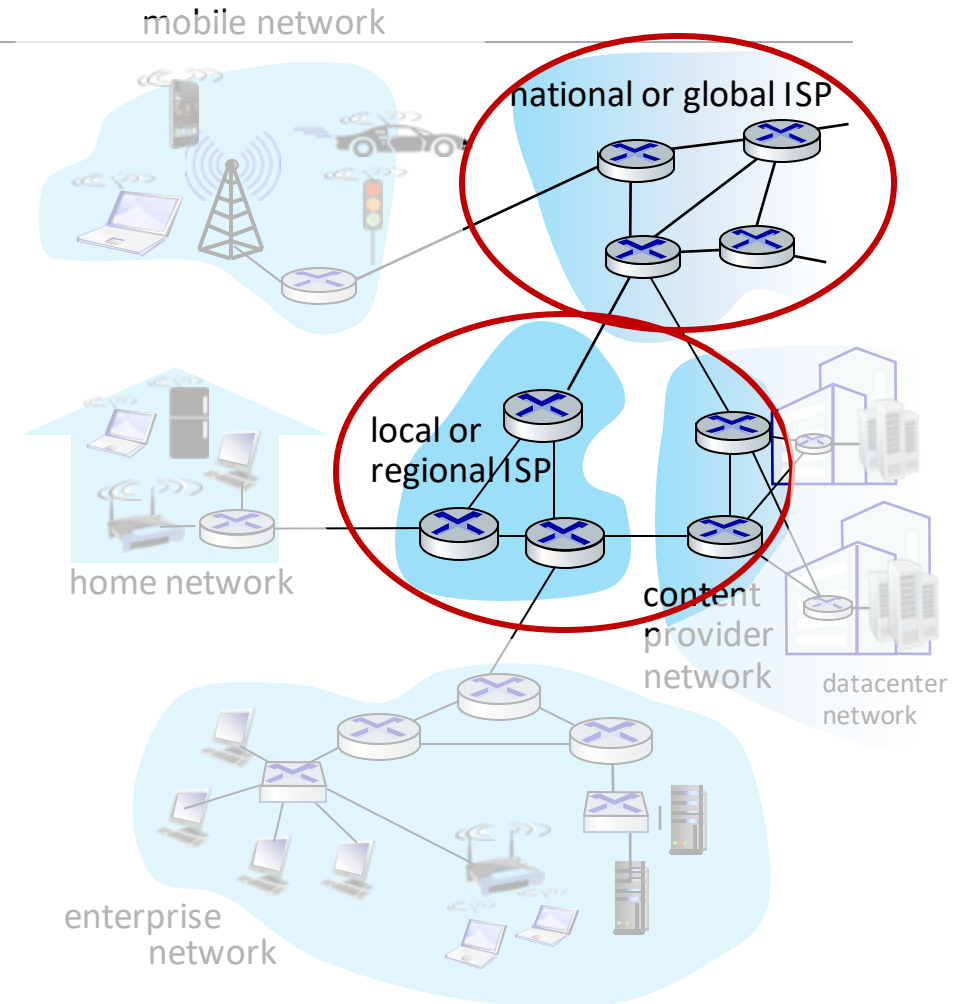 mobile network
national or global ISP
local or
regional ISP
home network
content
provider
network
datacenter
network
enterprise
network